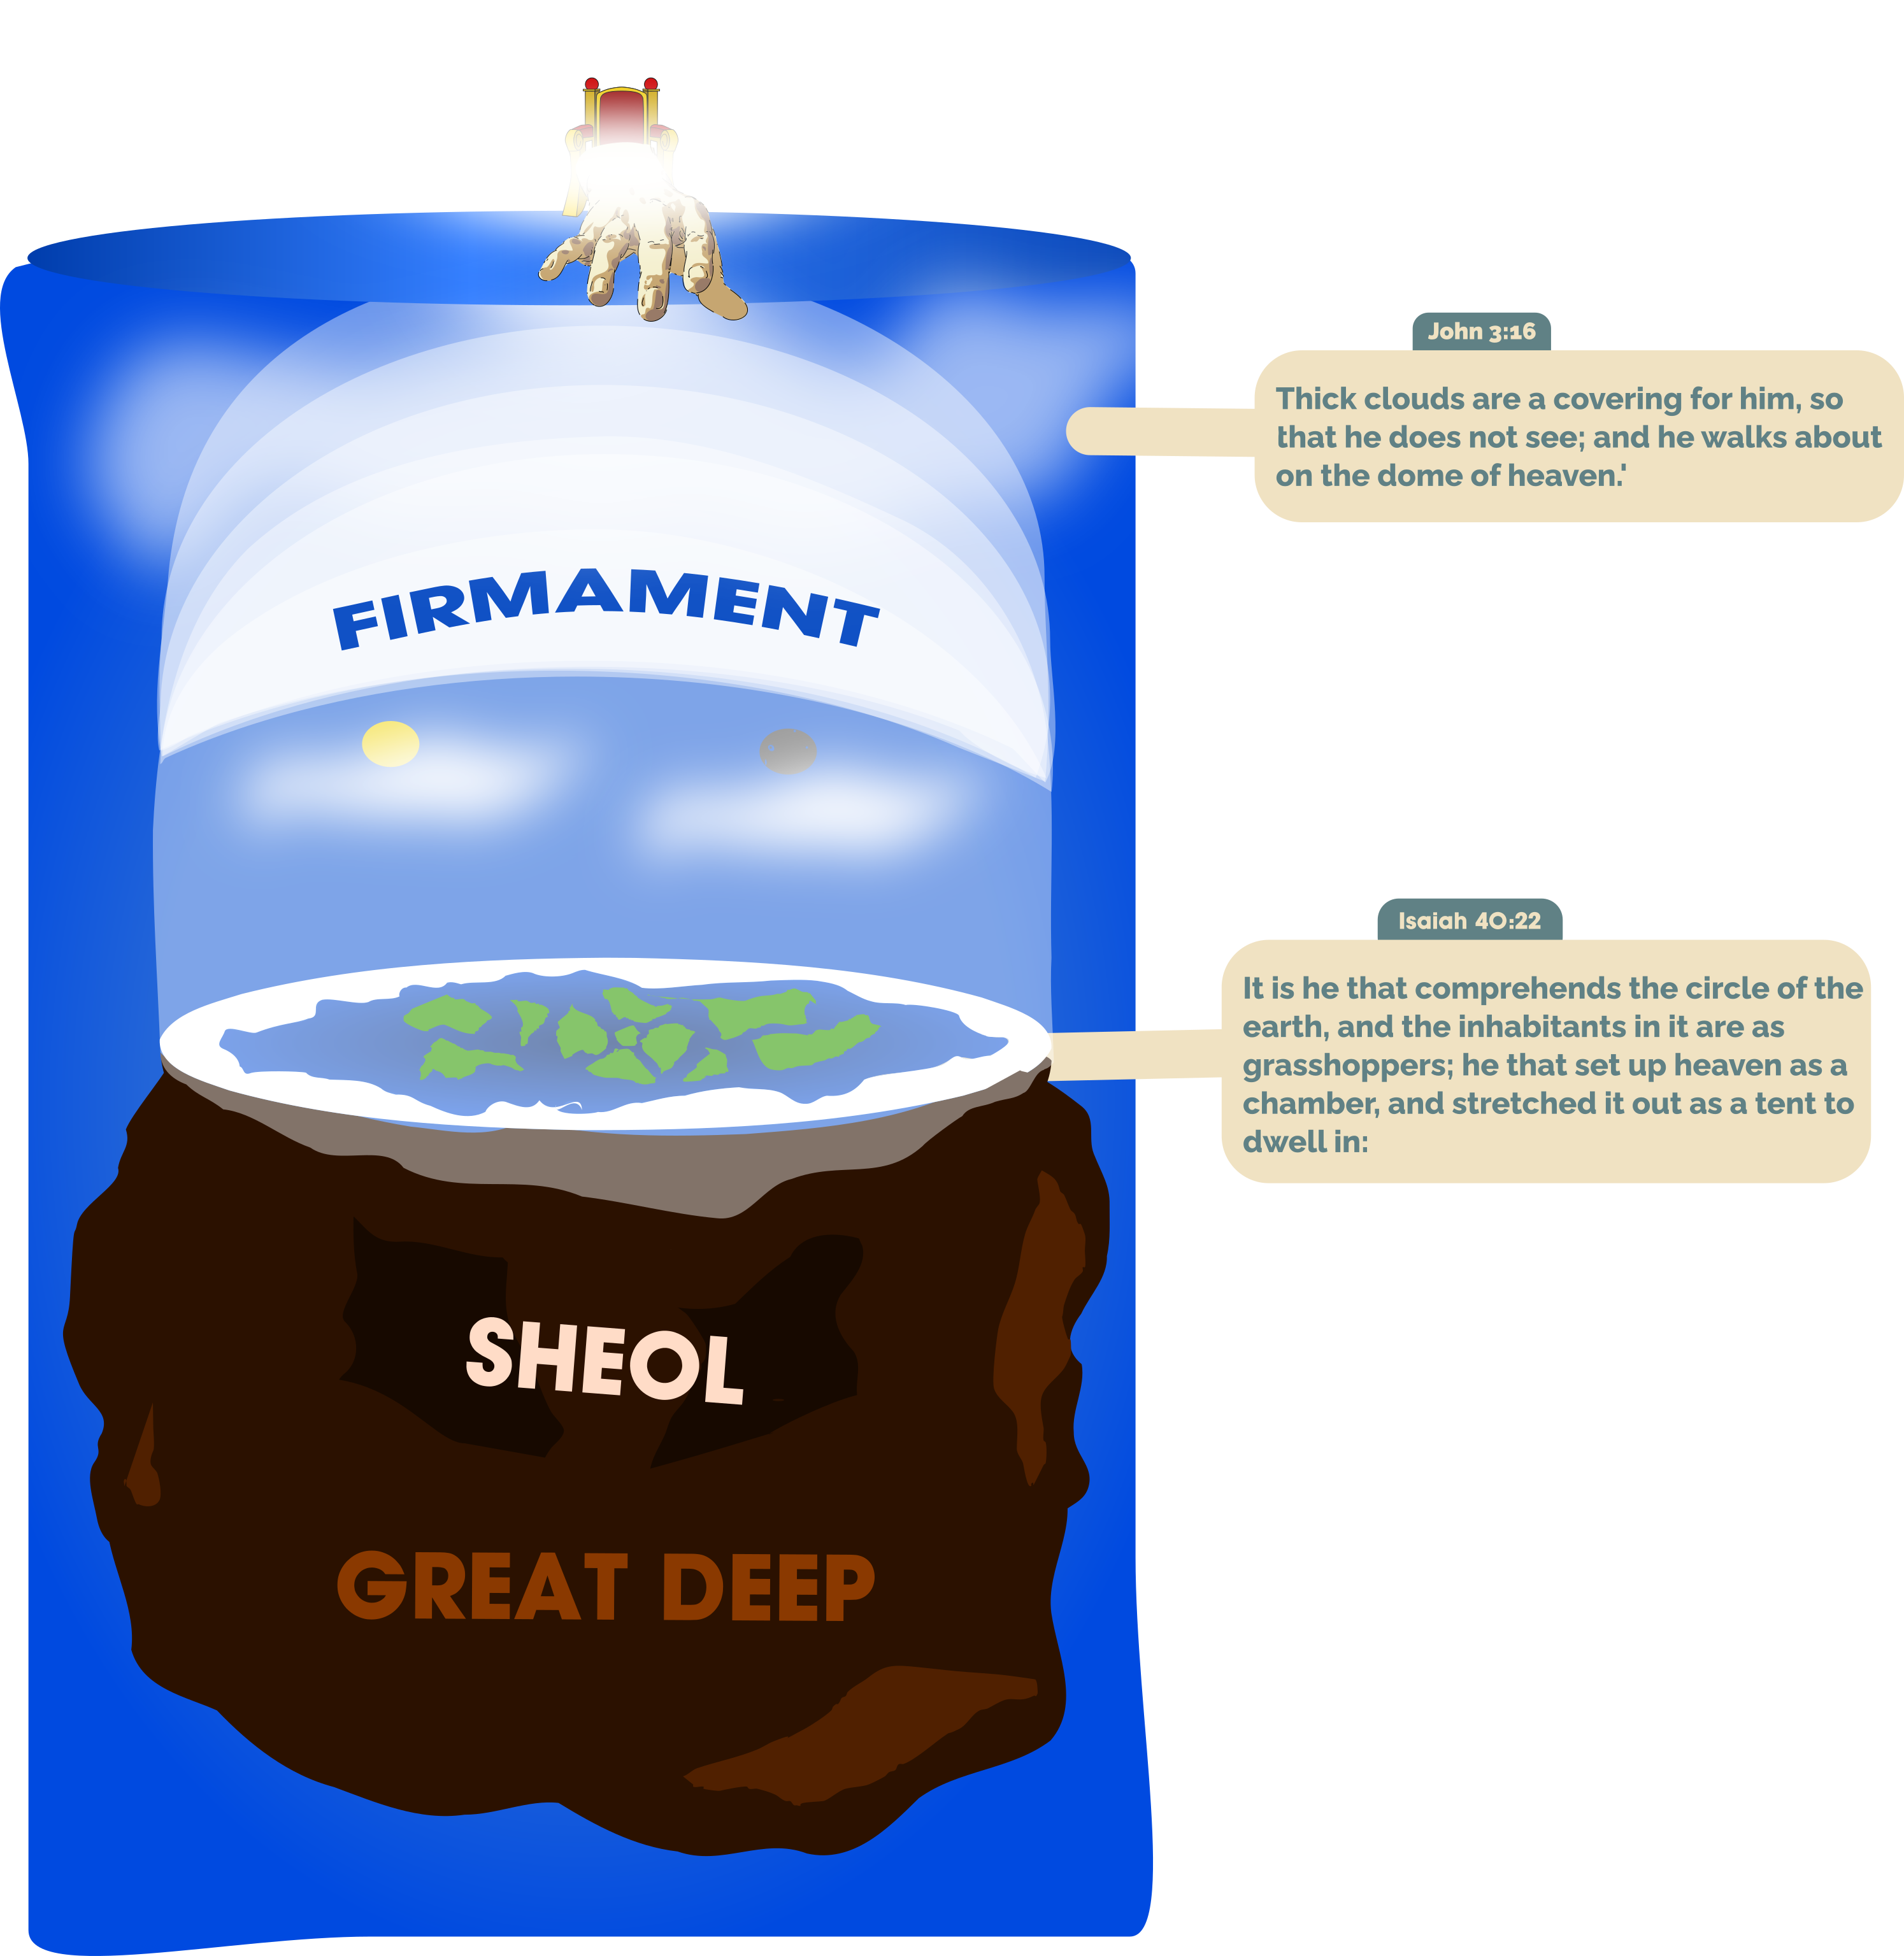 John 3:16
Thick clouds are a covering for him, so
that he does not see; and he walks about
on the dome of heaven.'
FIRMAMENT
Isaiah 40:22
It is he that comprehends the circle of the
earth, and the inhabitants in it are as
grasshoppers; he that set up heaven as a
chamber, and stretched it out as a tent to
dwell in:
SHEOL
GREAT DEEP